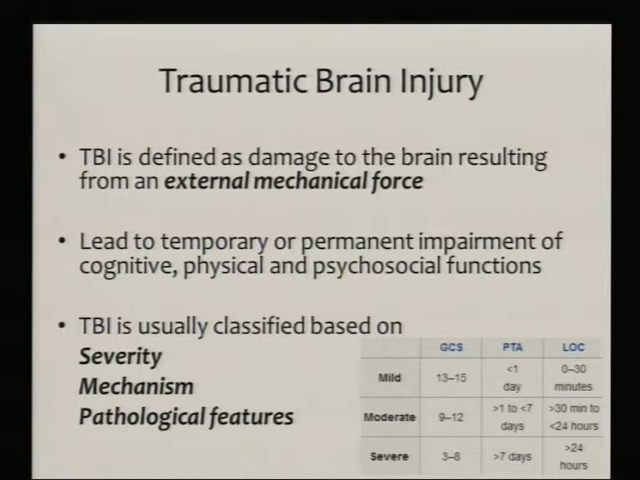 Traumatic Brain Injury
• TBI is defined as damage to the brain resulting
from an external mechanical force
• Lead to temporary or permanent impairment of
cognitive, physical and psychosocial functions
• TBI is usually classified based on
Severity
Mechanism
Pathological features
GCS PTA LOC
Mild 13–15 <1 day 0–30 minutes
Moderate 9–12 >1 to <7 days >30 min to <24 hours
Severe 3–8 >7 days >24 hours